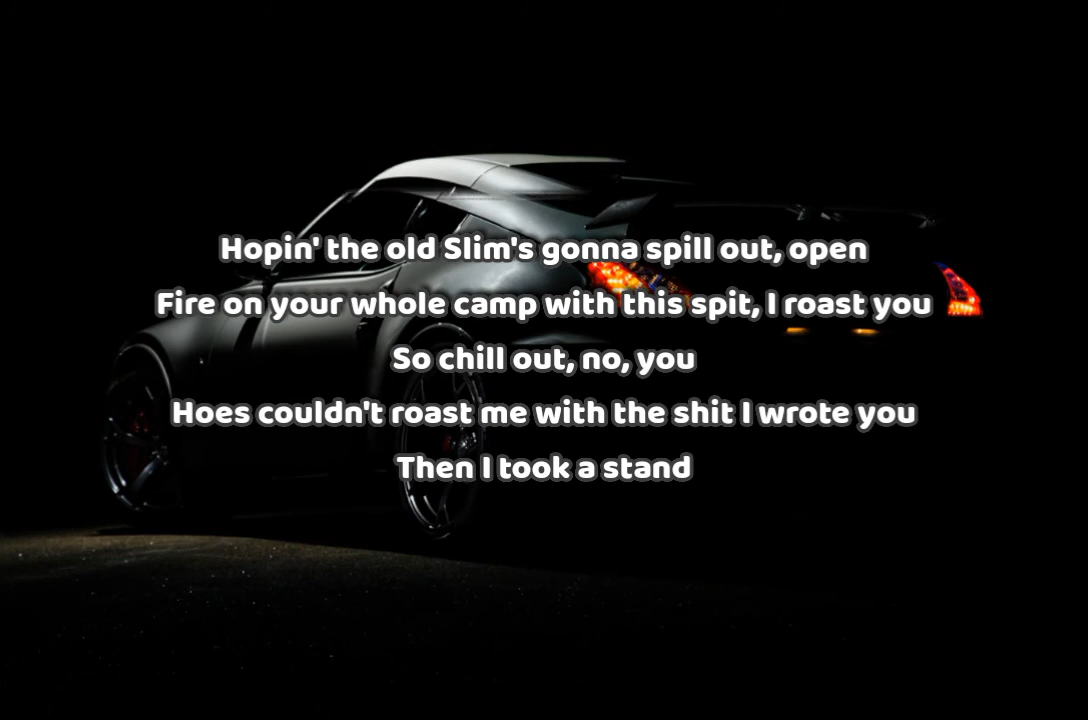 Hopin' the old Slim's gonna spill out, open
Fire on your whole camp with this spit, I roast you
So chill out, no, you
Hoes couldn't roast me with the shit I wrote you
Then I took a stand